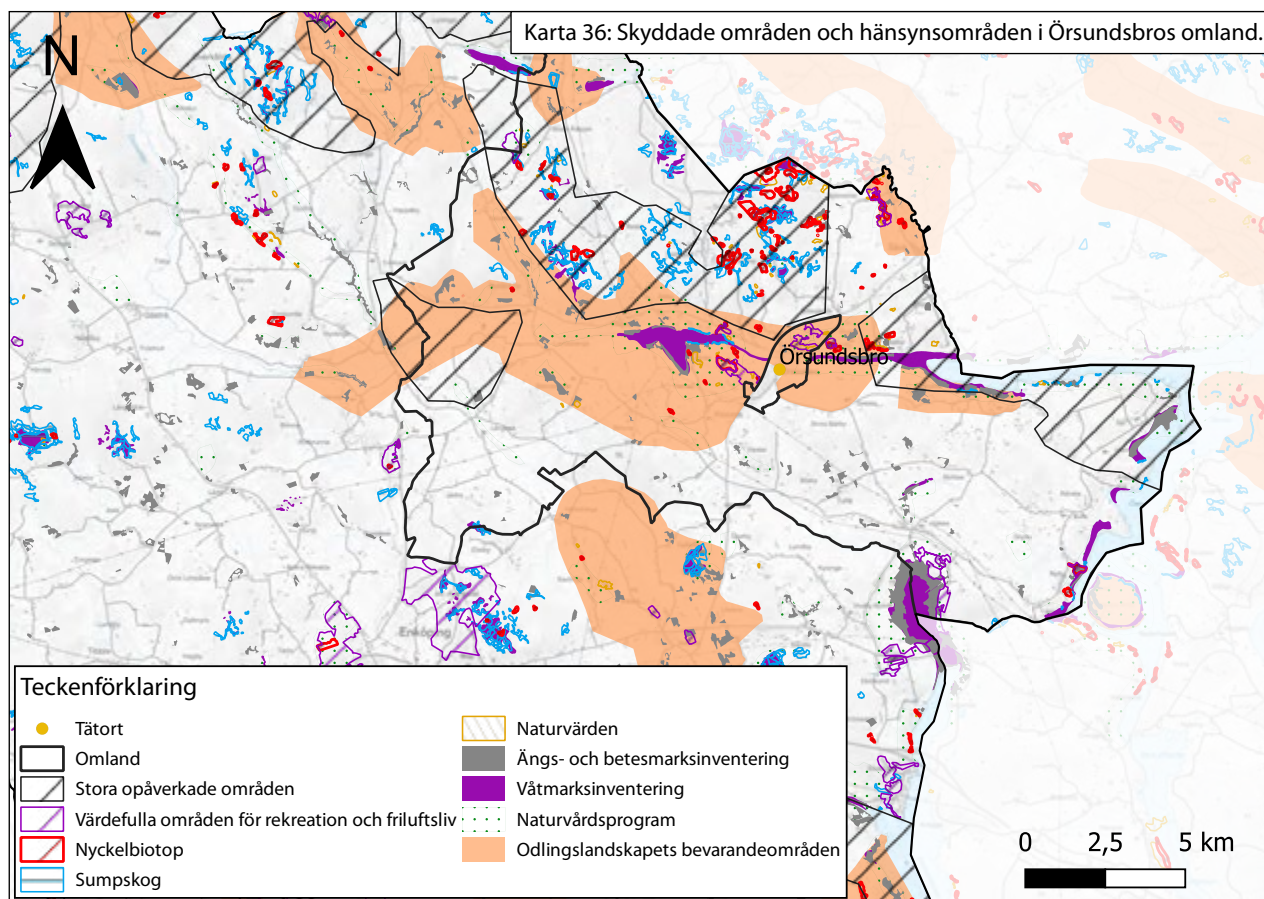 Karta 36: Skyddade områden och hänsynsområden i Örsundsbros omland.
N
Örsundsbro
Teckenförklaring
Tätort
Omland
Stora opåverkade områden
Värdefulla områden för rekreation och friluftsliv
Nyckelbiotop
Sumpskog
Naturvärden
Ängs- och betesmarksinventering
Våtmarksinventering
Naturvårdsprogram
Odlingslandskapets bevarandeområden
0 2,5 5 km